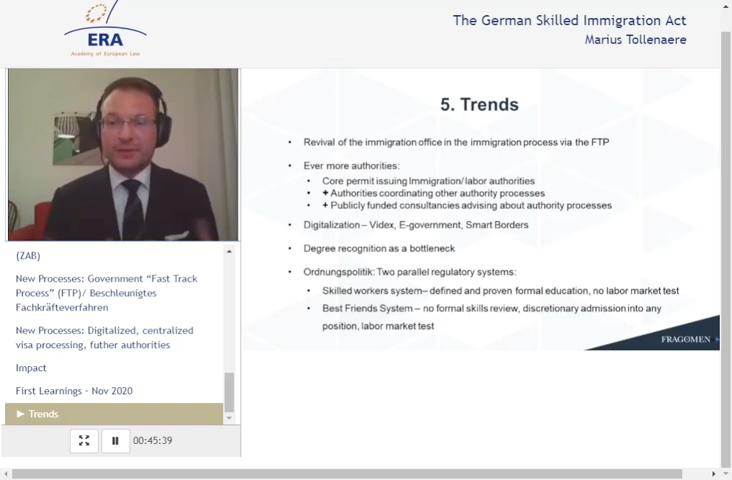 ERA
Academy of European Law
The German Skilled Immigration Act
Marius Tollenaere
5. Trends
• Revival of the immigration office in the immigration process via the FTP
• Ever more authorities:
• Core permit issuing Immigration/labor authorities
• + Authorities coordinating other authority processes
• + Publicly funded consultancies advising about authority processes
• Digitalization – Videx, E-government, Smart Borders
• Degree recognition as a bottleneck
• Ordnungspolitik: Two parallel regulatory systems:
• Skilled workers system– defined and proven formal education, no labor market test
• Best Friends System – no formal skills review, discretionary admission into any
position, labor market test
FRAGOMEN
(ZAB)
New Processes: Government “Fast Track
Process” (FTP)/ Beschleunigtes
Fachkräfteverfahren
New Processes: Digitalized, centralized
visa processing, futher authorities
Impact
First Learnings - Nov 2020
► Trends
00:45:39